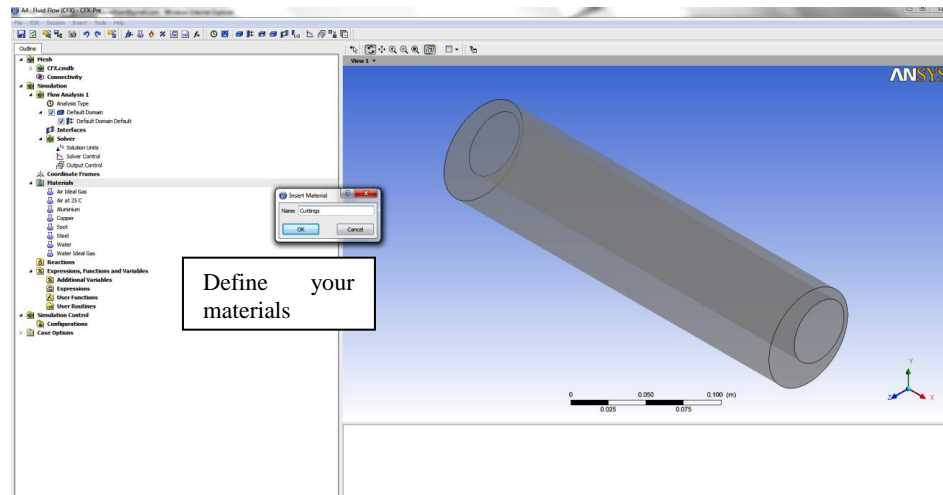 A4 : Fluid Flow (CFX) - CFX-Pre
File Edit Session Insert Tools Help
Outline
Mesh
CFX.cmdb
Connectivity
Simulation
Flow Analysis 1
Analysis Type
Default Domain
Default Domain Default
Interfaces
Solver
Solution Units
Solver Control
Output Control
Coordinate Frames
Materials
Air Ideal Gas
Air at 25 C
Aluminium
Copper
Soot
Steel
Water
Water Ideal Gas
Reactions
Expressions, Functions and Variables
Additional Variables
Expressions
User Functions
User Routines
Simulation Control
Configurations
Case Options
View 1
ANSYS
Insert Material
Name Cuttings
OK Cancel
Define your
materials
0 0.050 0.100 (m)
0.025 0.075
Y
Z X